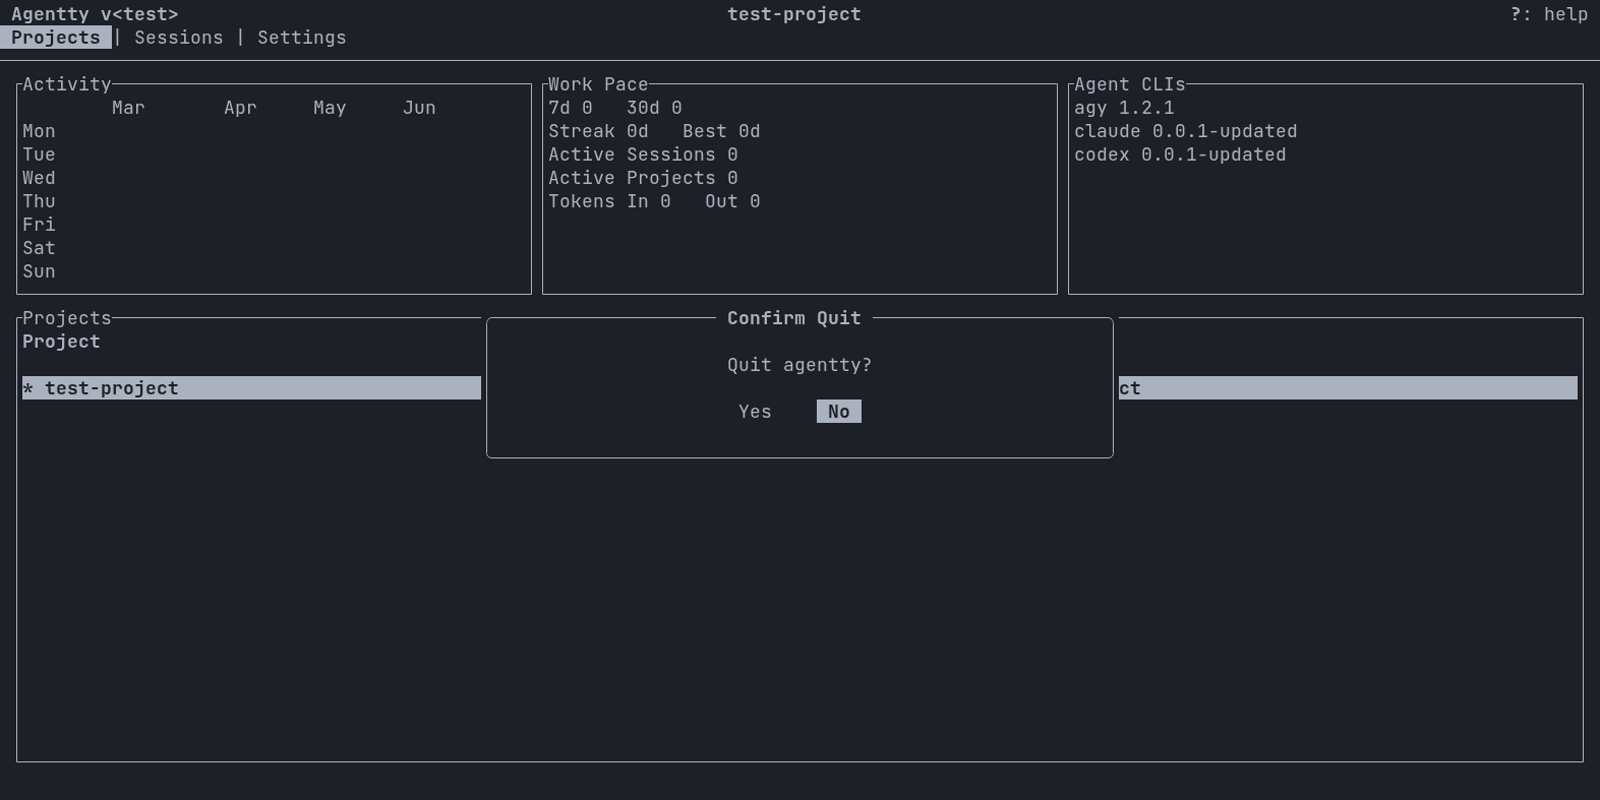 Agentty v<test> test-project ?: help
Projects | Sessions | Settings
Activity
Mar Apr May Jun
Mon
Tue
Wed
Thu
Fri
Sat
Sun
Work Pace
7d 0 30d 0
Streak 0d Best 0d
Active Sessions 0
Active Projects 0
Tokens In 0 Out 0
Agent CLIs
agy 1.2.1
claude 0.0.1-updated
codex 0.0.1-updated
Projects
Project
* test-project
ct
Confirm Quit
Quit agentty?
Yes No